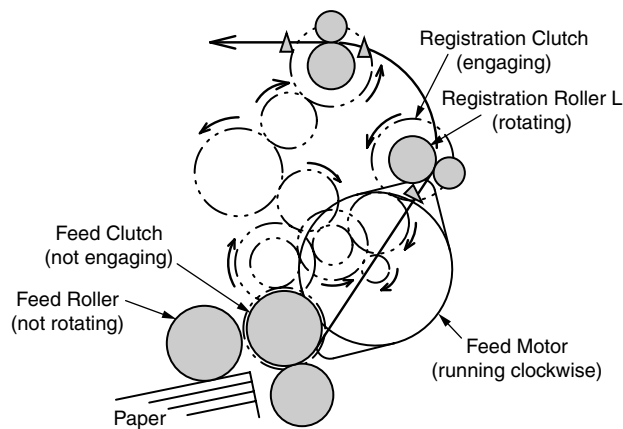 Registration Clutch
(engaging)
Registration Roller L
(rotating)
Feed Clutch
(not engaging)
Feed Roller
(not rotating)
Feed Motor
(running clockwise)
Paper